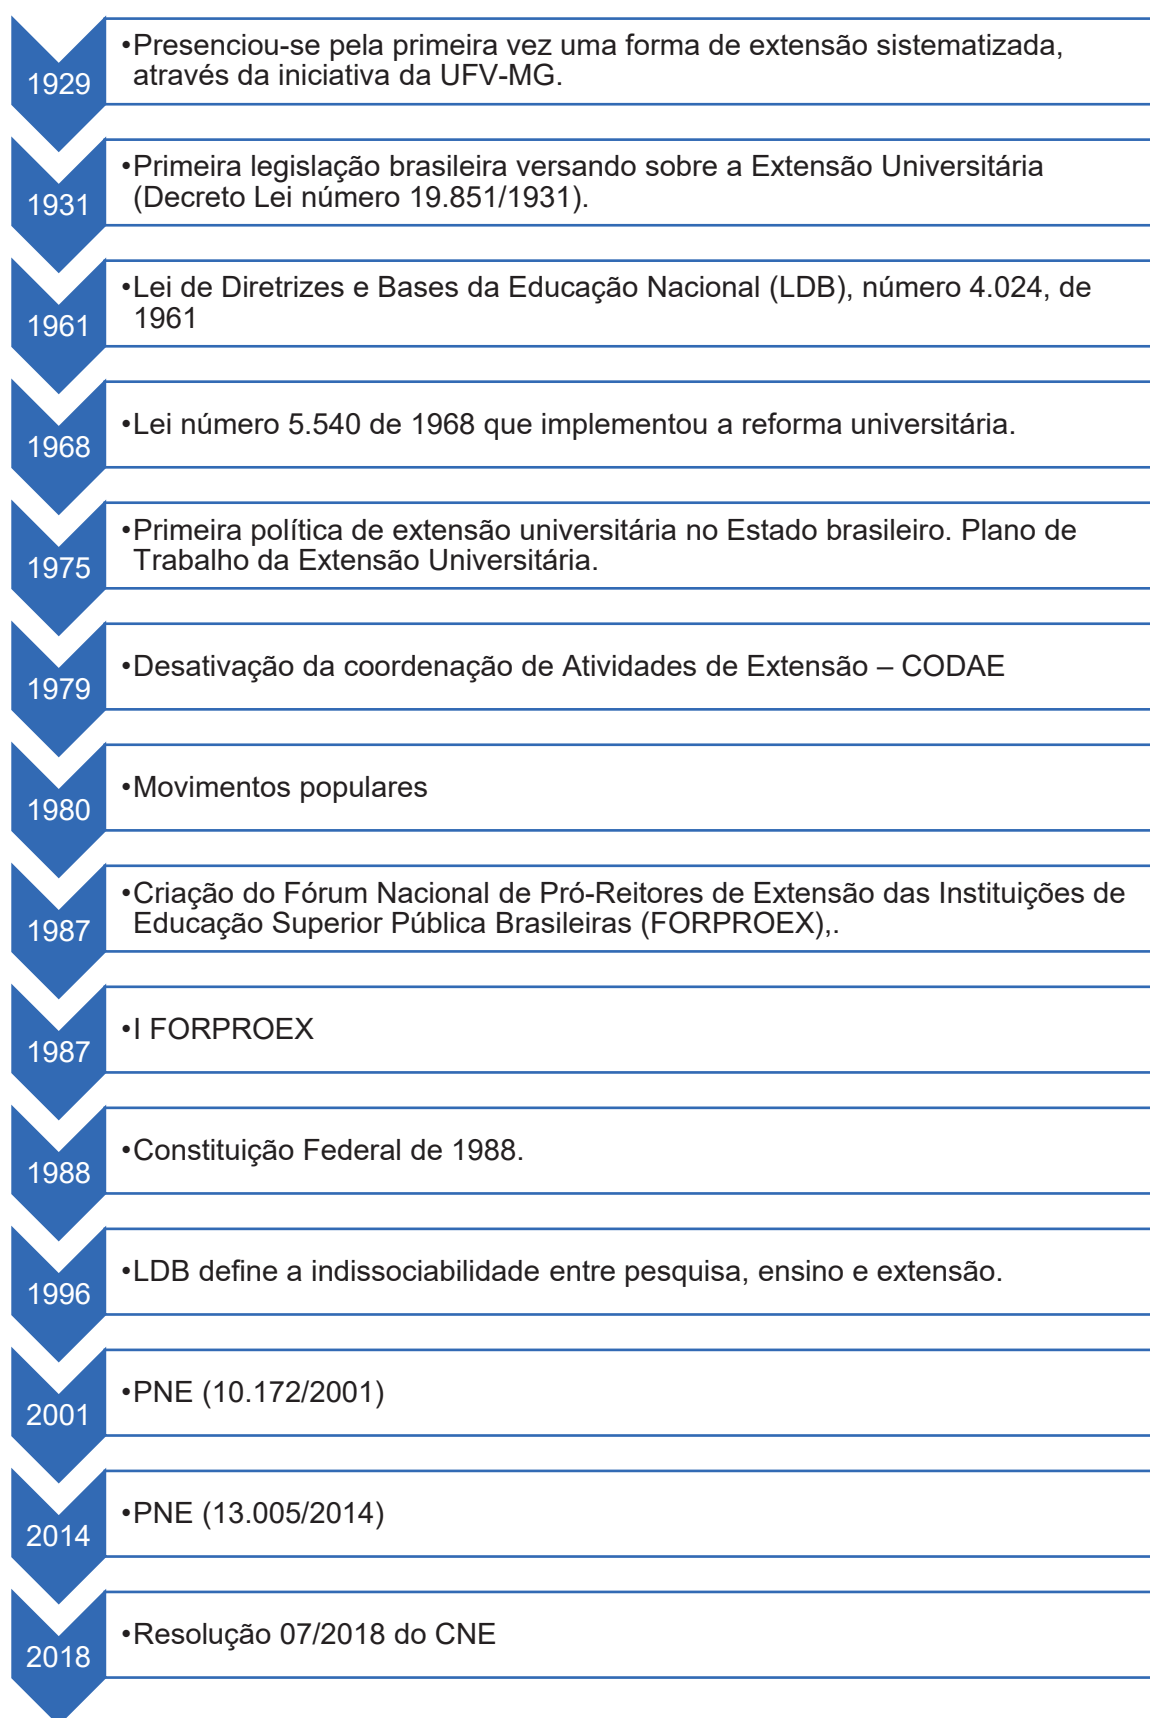 1929
•Presenciou-se pela primeira vez uma forma de extensão sistematizada,
através da iniciativa da UFV-MG.
1931
•Primeira legislação brasileira versando sobre a Extensão Universitária
(Decreto Lei número 19.851/1931).
1961
•Lei de Diretrizes e Bases da Educação Nacional (LDB), número 4.024, de
1961
1968
•Lei número 5.540 de 1968 que implementou a reforma universitária.
1975
•Primeira política de extensão universitária no Estado brasileiro. Plano de
Trabalho da Extensão Universitária.
1979
•Desativação da coordenação de Atividades de Extensão – CODAE
1980
•Movimentos populares
1987
•Criação do Fórum Nacional de Pró-Reitores de Extensão das Instituições de
Educação Superior Pública Brasileiras (FORPROEX),.
1987
•I FORPROEX
1988
•Constituição Federal de 1988.
1996
•LDB define a indissociabilidade entre pesquisa, ensino e extensão.
2001
•PNE (10.172/2001)
2014
•PNE (13.005/2014)
2018
•Resolução 07/2018 do CNE